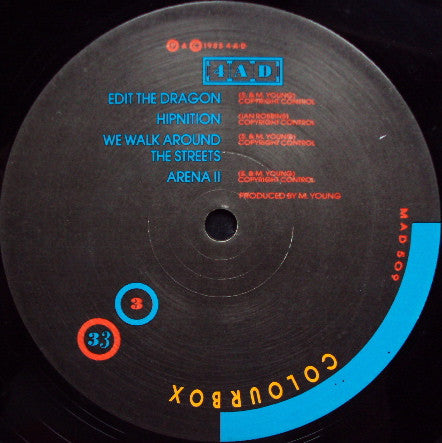 Ⓟ & © 1985 4·A·D
4AD
EDIT THE DRAGON (S. & M. YOUNG)
COPYRIGHT CONTROL
HIPNITION (IAN ROBBINS)
COPYRIGHT CONTROL
WE WALK AROUND (S. & M. YOUNG)
THE STREETS COPYRIGHT CONTROL
ARENA II (S. & M. YOUNG)
COPYRIGHT CONTROL
PRODUCED BY M. YOUNG
MAD 509
3
33
COLOURBOX